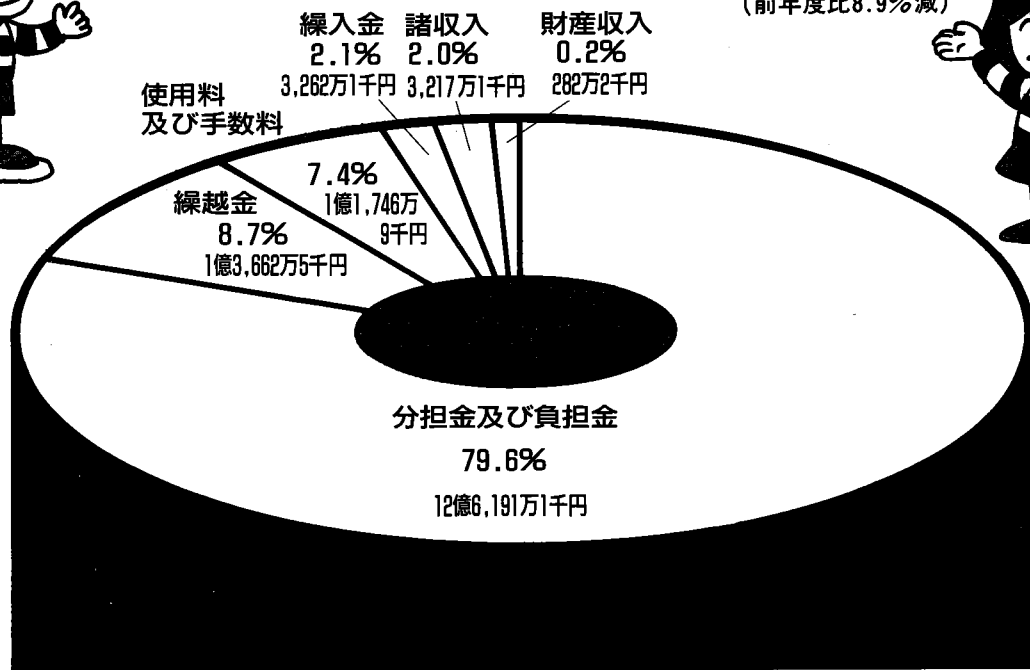 (前年度比8.9%減)
繰入金
2.1%
3,262万1千円
諸収入
2.0%
3,217万1千円
財産収入
0.2%
282万2千円
使用料
及び手数料
7.4%
1億1,746万
9千円
繰越金
8.7%
1億3,662万5千円
分担金及び負担金
79.6%
12億6,191万1千円